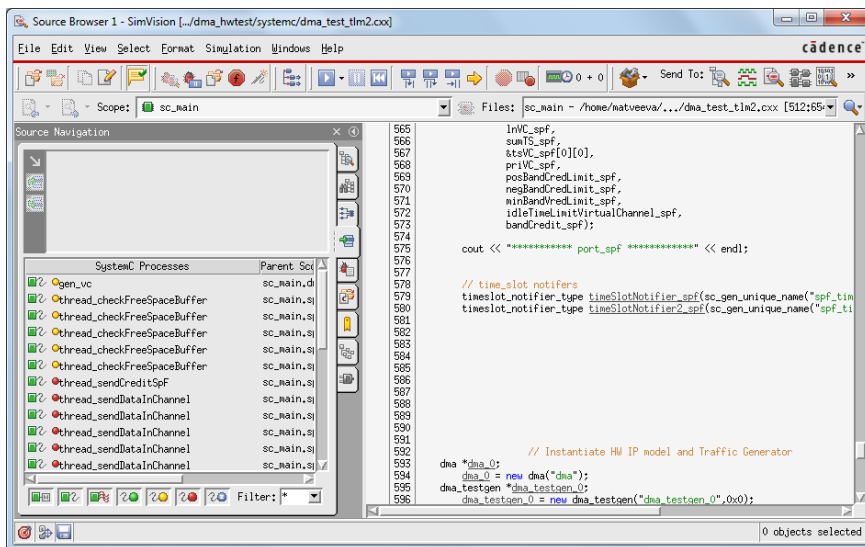 Source Browser 1 - SimVision [.../dma_hwtest/systemc/dma_test_tlm2.cxx]
File Edit View Select Format Simulation Windows Help
cādence
0 + 0
Send To:
Scope: sc_main
Files: sc_main - /home/matveeva/.../dma_test_tlm2.cxx [512:65
Source Navigation
SystemC Processes Parent Sco
gen_vc sc_main.d
thread_checkFreeSpaceBuffer sc_main.s
thread_checkFreeSpaceBuffer sc_main.s
thread_checkFreeSpaceBuffer sc_main.s
thread_checkFreeSpaceBuffer sc_main.s
thread_checkFreeSpaceBuffer sc_main.s
thread_sendCreditSpF sc_main.s
thread_sendDataInChannel sc_main.s
thread_sendDataInChannel sc_main.s
thread_sendDataInChannel sc_main.s
thread_sendDataInChannel sc_main.s
thread_sendDataInChannel sc_main.s
Filter: *
565 lnVC_spf,
566 sumTS_spf,
567 &tsVC_spf[0][0],
568 priVC_spf,
569 posBandCredLimit_spf,
570 negBandCredLimit_spf,
571 minBandVredLimit_spf,
572 idleTimeLimitVirtualChannel_spf,
573 bandCredit_spf);
574
575 cout << "*********** port_spf *************" << endl;
576
577
578 // time_slot notifers
579 timeslot_notifier_type timeSlotNotifier_spf(sc_gen_unique_name("spf_tim
580 timeslot_notifier_type timeSlotNotifier2_spf(sc_gen_unique_name("spf_ti
581
582
583
584
585
586
587
588
589
590
591
592 // Instantiate HW IP model and Traffic Generator
593 dma *dma_0;
594 dma_0 = new dma("dma");
595 dma_testgen *dma_testgen_0;
596 dma_testgen_0 = new dma_testgen("dma_testgen_0",0x0);
0 objects selected